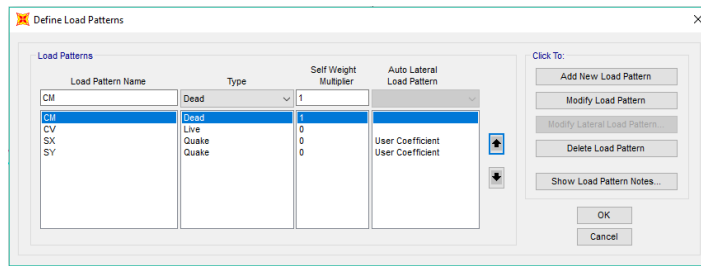 Define Load Patterns
Load Patterns
Click To:
Load Pattern Name Type Self Weight Multiplier Auto Lateral Load Pattern
CM Dead 1
CM Dead 1
CV Live 0
SX Quake 0 User Coefficient
SY Quake 0 User Coefficient
Add New Load Pattern
Modify Load Pattern
Modify Lateral Load Pattern...
Delete Load Pattern
Show Load Pattern Notes...
OK
Cancel